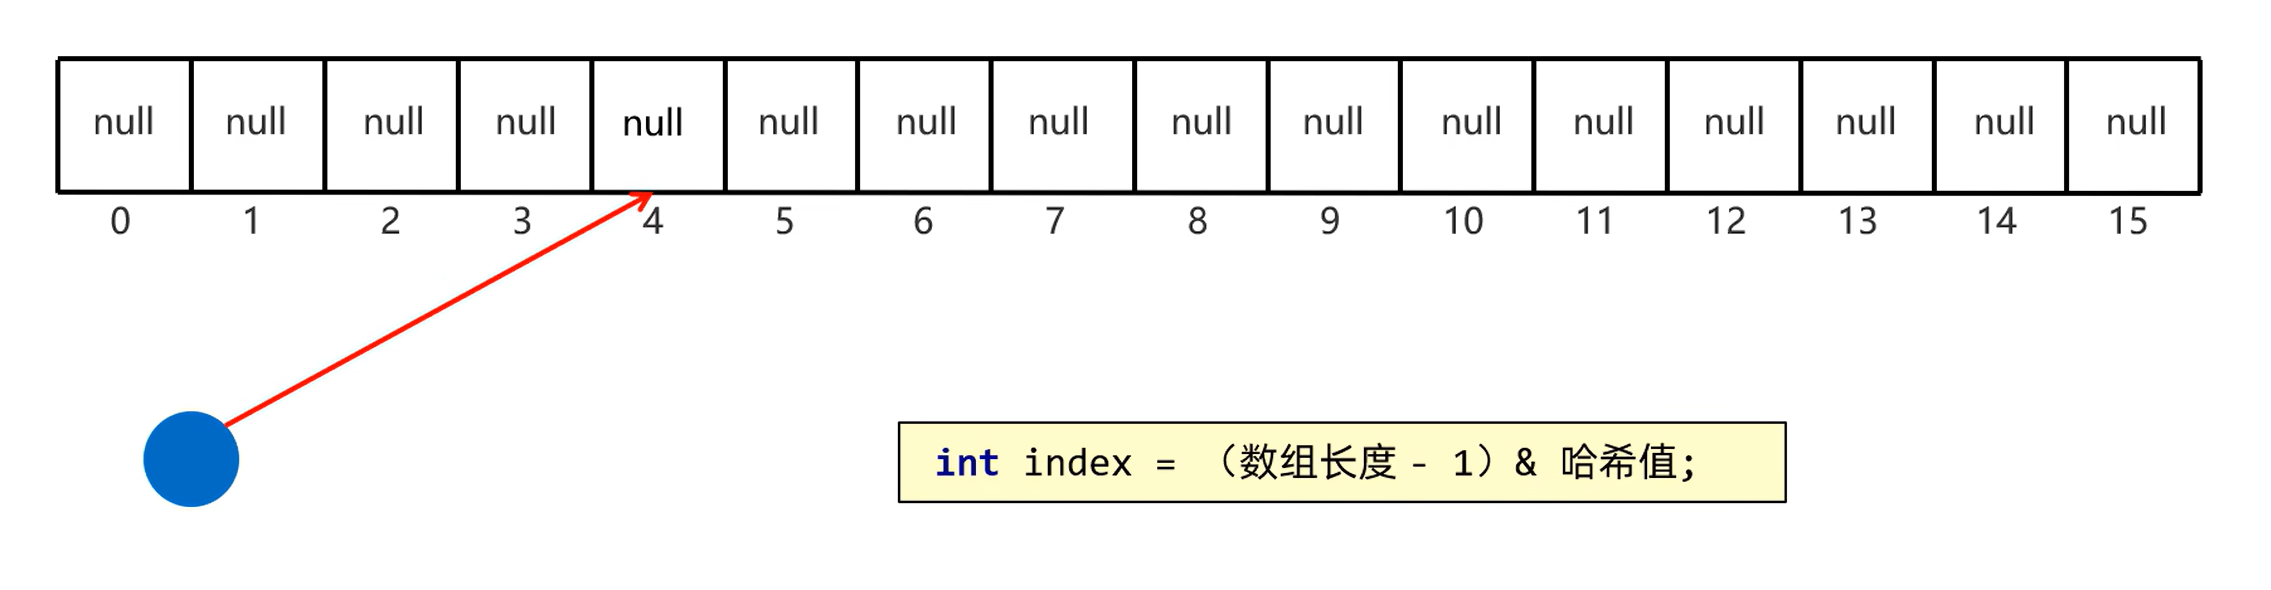 null null null null null null null null null null null null null null null null
0 1 2 3 4 5 6 7 8 9 10 11 12 13 14 15
int index = （数组长度 - 1）& 哈希值;